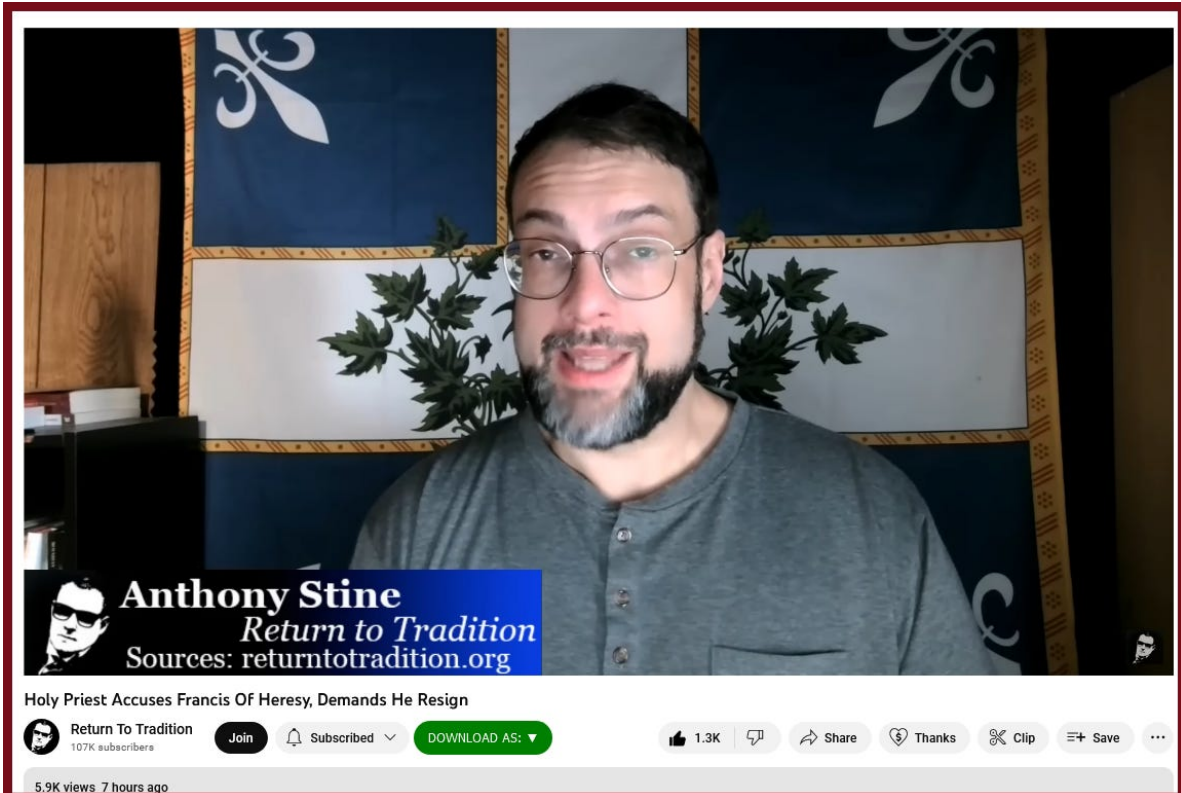 Anthony Stine
Return to Tradition
Sources: returntotradition.org
Holy Priest Accuses Francis Of Heresy, Demands He Resign
Return To Tradition
107K subscribers
Join
Subscribed
DOWNLOAD AS: ▼
1.3K
Share
Thanks
Clip
Save
5.9K views 7 hours ago